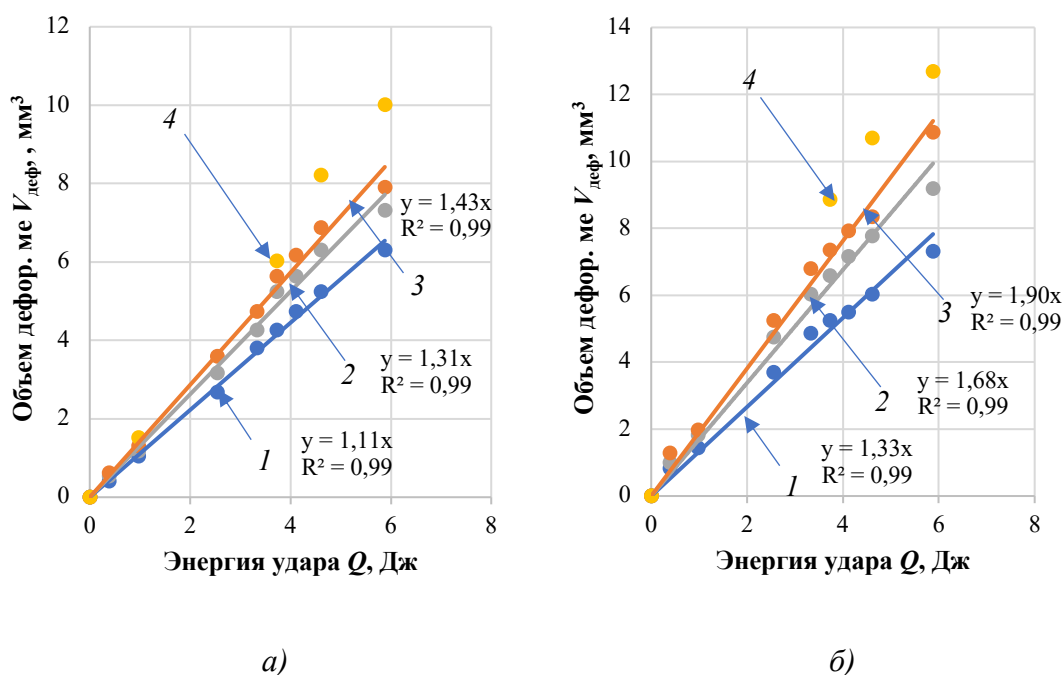 12
10
8
6
4
2
0
0
2
4
6
8
Объем дефор. ме Vдеф, , мм³
Энергия удара Q, Дж
4
y = 1,43x
R² = 0,99
3
2
y = 1,31x
R² = 0,99
1
y = 1,11x
R² = 0,99
а)
14
12
10
8
6
4
2
0
0
2
4
6
8
Объем дефор. ме Vдеф, мм³
Энергия удара Q, Дж
4
3
y = 1,90x
R² = 0,99
2
y = 1,68x
R² = 0,99
1
y = 1,33x
R² = 0,99
б)